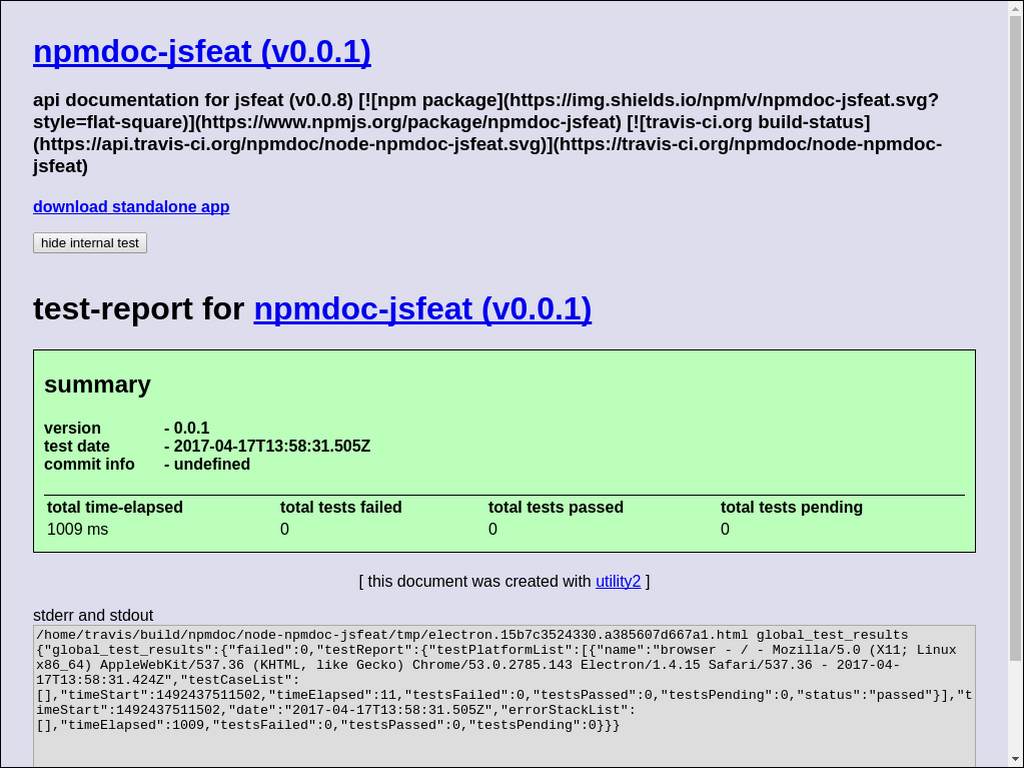 npmdoc-jsfeat (v0.0.1)
api documentation for jsfeat (v0.0.8) [![npm package](https://img.shields.io/npm/v/npmdoc-jsfeat.svg?
style=flat-square)](https://www.npmjs.org/package/npmdoc-jsfeat) [![travis-ci.org build-status]
(https://api.travis-ci.org/npmdoc/node-npmdoc-jsfeat.svg)](https://travis-ci.org/npmdoc/node-npmdoc-
jsfeat)
download standalone app
hide internal test
test-report for npmdoc-jsfeat (v0.0.1)
summary
version - 0.0.1
test date - 2017-04-17T13:58:31.505Z
commit info - undefined
total time-elapsed total tests failed total tests passed total tests pending
1009 ms 0 0 0
[ this document was created with utility2 ]
stderr and stdout
/home/travis/build/npmdoc/node-npmdoc-jsfeat/tmp/electron.15b7c3524330.a385607d667a1.html global_test_results
{"global_test_results":{"failed":0,"testReport":{"testPlatformList":[{"name":"browser - / - Mozilla/5.0 (X11; Linux
x86_64) AppleWebKit/537.36 (KHTML, like Gecko) Chrome/53.0.2785.143 Electron/1.4.15 Safari/537.36 - 2017-04-
17T13:58:31.424Z","testCaseList":
[],"timeStart":1492437511502,"timeElapsed":11,"testsFailed":0,"testsPassed":0,"testsPending":0,"status":"passed"}],"t
imeStart":1492437511502,"date":"2017-04-17T13:58:31.505Z","errorStackList":
[],"timeElapsed":1009,"testsFailed":0,"testsPassed":0,"testsPending":0}}}